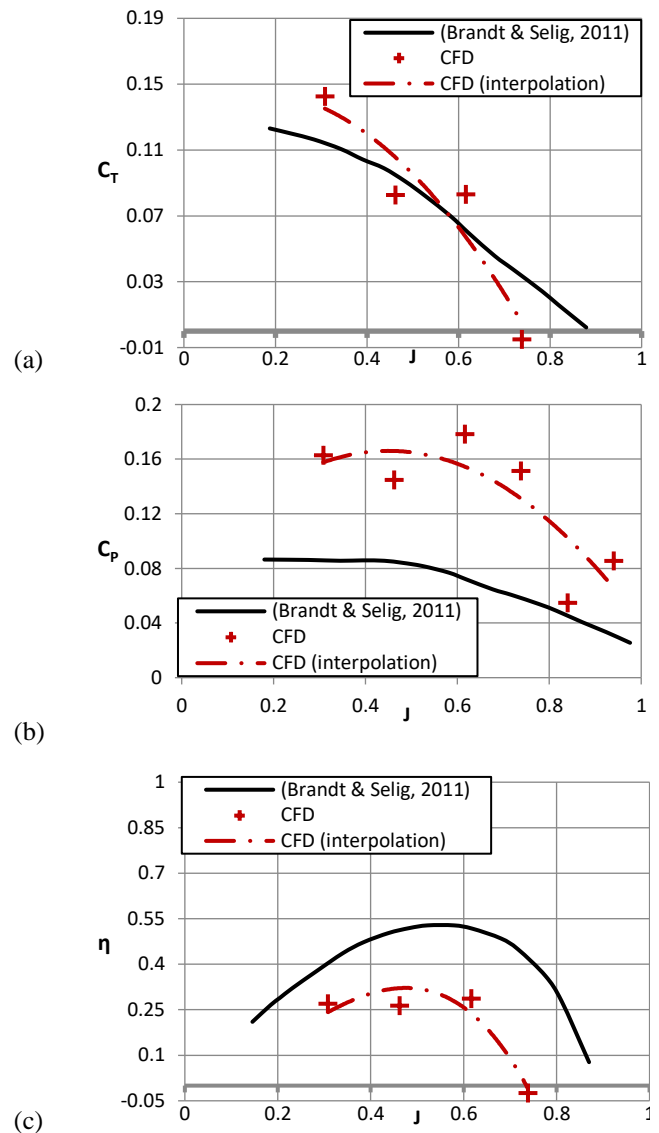 0.19
0.15
0.11
0.07
0.03
-0.01
C_T
(Brandt & Selig, 2011)
CFD
CFD (interpolation)
0 0.2 0.4 0.6 0.8 1
J
(a)
0.2
0.16
0.12
0.08
0.04
0
C_P
(Brandt & Selig, 2011)
CFD
CFD (interpolation)
0 0.2 0.4 0.6 0.8 1
J
(b)
1
0.85
0.7
0.55
0.4
0.25
0.1
-0.05
η
(Brandt & Selig, 2011)
CFD
CFD (interpolation)
0 0.2 0.4 0.6 0.8 1
J
(c)